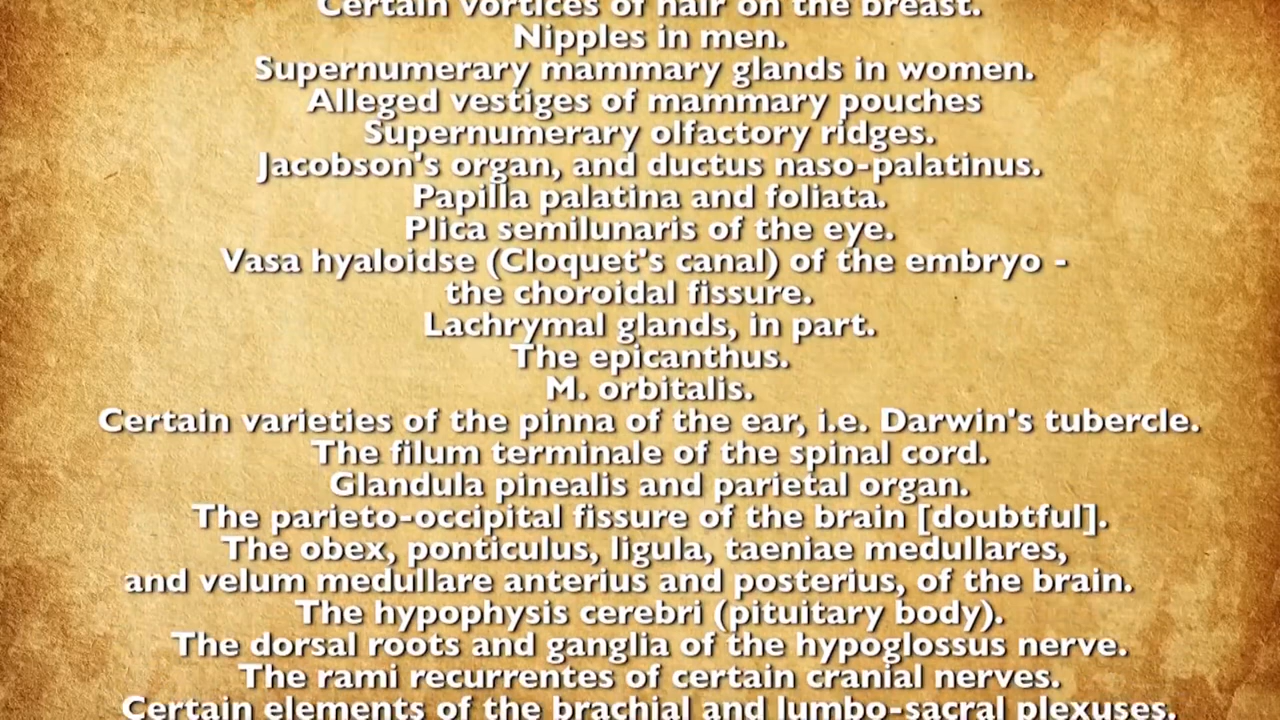 Certain vortices of hair on the breast.
Nipples in men.
Supernumerary mammary glands in women.
Alleged vestiges of mammary pouches
Supernumerary olfactory ridges.
Jacobson's organ, and ductus naso-palatinus.
Papilla palatina and foliata.
Plica semilunaris of the eye.
Vasa hyaloidse (Cloquet's canal) of the embryo -
the choroidal fissure.
Lachrymal glands, in part.
The epicanthus.
M. orbitalis.
Certain varieties of the pinna of the ear, i.e. Darwin's tubercle.
The filum terminale of the spinal cord.
Glandula pinealis and parietal organ.
The parieto-occipital fissure of the brain [doubtful].
The obex, ponticulus, ligula, taeniae medullares,
and velum medullare anterius and posterius, of the brain.
The hypophysis cerebri (pituitary body).
The dorsal roots and ganglia of the hypoglossus nerve.
The rami recurrentes of certain cranial nerves.
Certain elements of the brachial and lumbo-sacral plexuses.